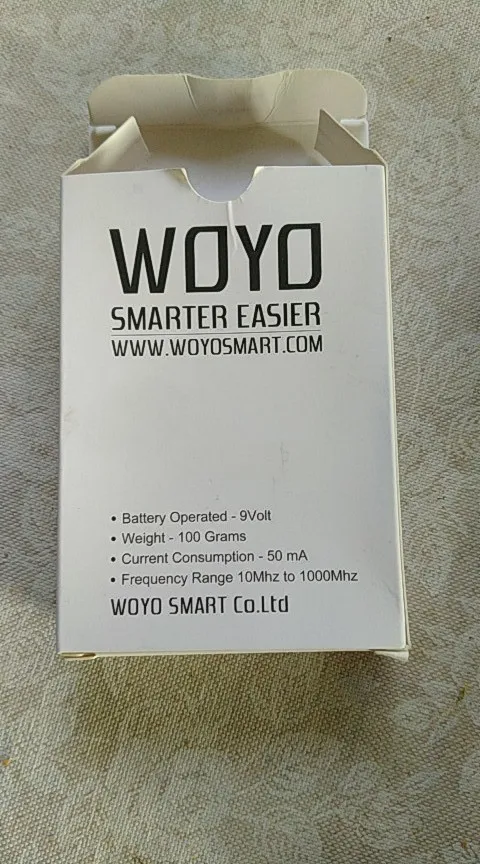 WOYO
SMARTER EASIER
WWW.WOYOSMART.COM
• Battery Operated - 9Volt
• Weight - 100 Grams
• Current Consumption - 50 mA
• Frequency Range 10Mhz to 1000Mhz
WOYO SMART Co.Ltd